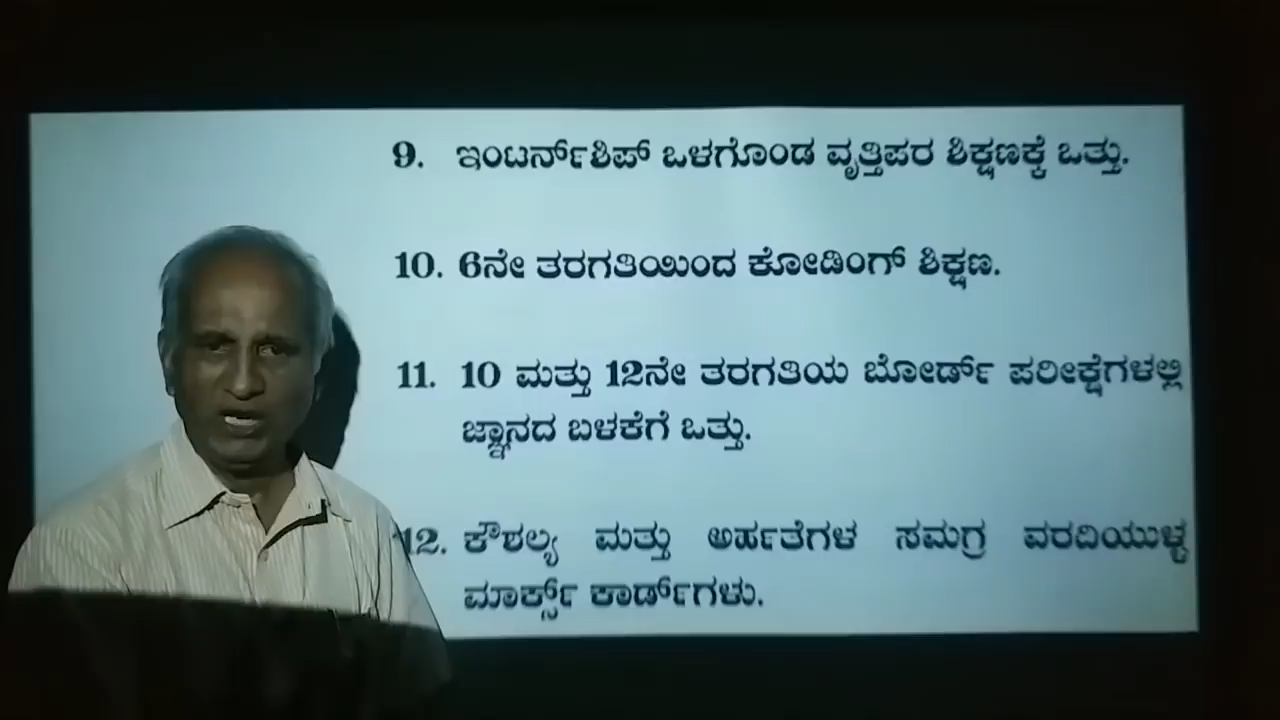 9. ಇಂಟರ್ನ್‌ಶಿಪ್ ಒಳಗೊಂಡ ವೃತ್ತಿಪರ ಶಿಕ್ಷಣಕ್ಕೆ ಒತ್ತು.
10. 6ನೇ ತರಗತಿಯಿಂದ ಕೋಡಿಂಗ್ ಶಿಕ್ಷಣ.
11. 10 ಮತ್ತು 12ನೇ ತರಗತಿಯ ಬೋರ್ಡ್ ಪರೀಕ್ಷೆಗಳಲ್ಲಿ
ಜ್ಞಾನದ ಬಳಕೆಗೆ ಒತ್ತು.
12. ಕೌಶಲ್ಯ ಮತ್ತು ಅರ್ಹತೆಗಳ ಸಮಗ್ರ ವರದಿಯುಳ್ಳ
ಮಾರ್ಕ್ಸ್ ಕಾರ್ಡ್‌ಗಳು.